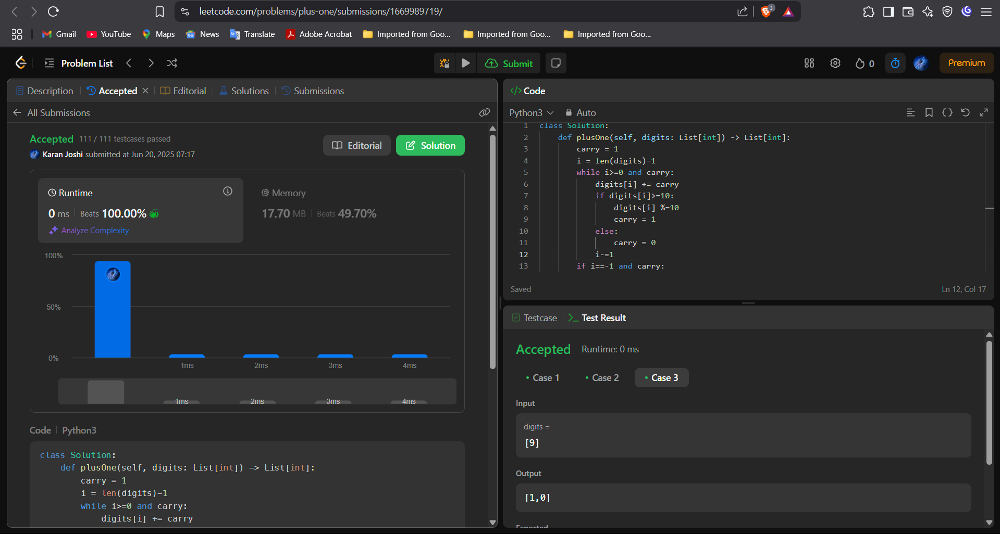 leetcode.com/problems/plus-one/submissions/1669989719/
3
Gmail
YouTube
Maps
News
Translate
Adobe Acrobat
Imported from Goo...
Imported from Goo...
Imported from Goo...
Problem List
Submit
0
Premium
Description
Accepted
Editorial
Solutions
Submissions
All Submissions
Accepted 111 / 111 testcases passed
Karan Joshi submitted at Jun 20, 2025 07:17
Editorial
Solution
Runtime
0 ms
Beats 100.00%
Analyze Complexity
Memory
17.70 MB
Beats 49.70%
100%
50%
0%
1ms
2ms
3ms
4ms
1ms
2ms
3ms
4ms
Code
Python3
class Solution:
def plusOne(self, digits: List[int]) -> List[int]:
carry = 1
i = len(digits)-1
while i>=0 and carry:
digits[i] += carry
</> Code
Python3
Auto
1 class Solution:
2 def plusOne(self, digits: List[int]) -> List[int]:
3 carry = 1
4 i = len(digits)-1
5 while i>=0 and carry:
6 digits[i] += carry
7 if digits[i]>=10:
8 digits[i] %=10
9 carry = 1
10 else:
11 carry = 0
12 i-=1
13 if i==-1 and carry:
Saved
Ln 12, Col 17
Testcase
>_ Test Result
Accepted
Runtime: 0 ms
• Case 1
• Case 2
• Case 3
Input
digits =
[9]
Output
[1,0]
Expected